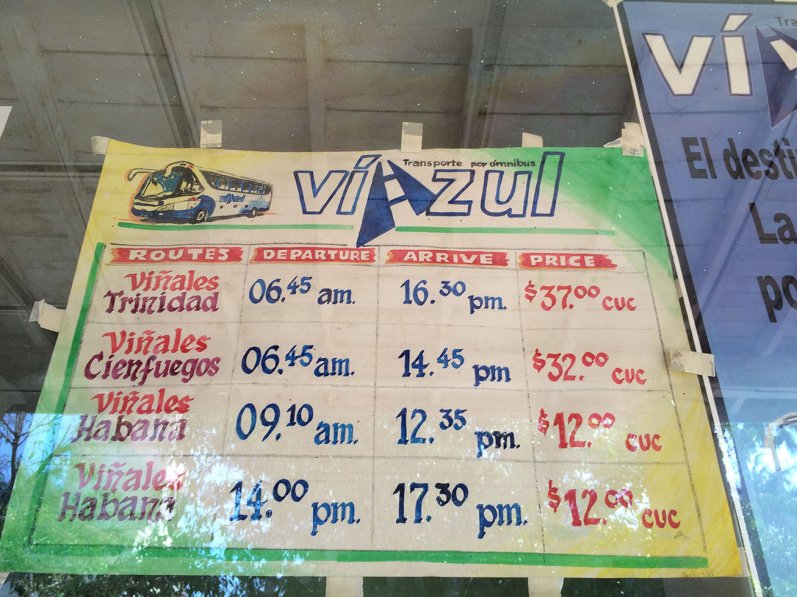 Transporte por ómnibus
víAzul
ROUTES DEPARTURE ARRIVE PRICE
Viñales
Trinidad 06.45 am. 16.30 pm. $37.00 CUC
Viñales
Cienfuegos 06.45 am. 14.45 pm $32.00 CUC
Viñales
Habana 09.10 am. 12.35 pm. $12.00 CUC
Viñales
Habana 14.00 pm. 17.30 pm. $12.00 CUC
Tra
ví
El desti
La
po